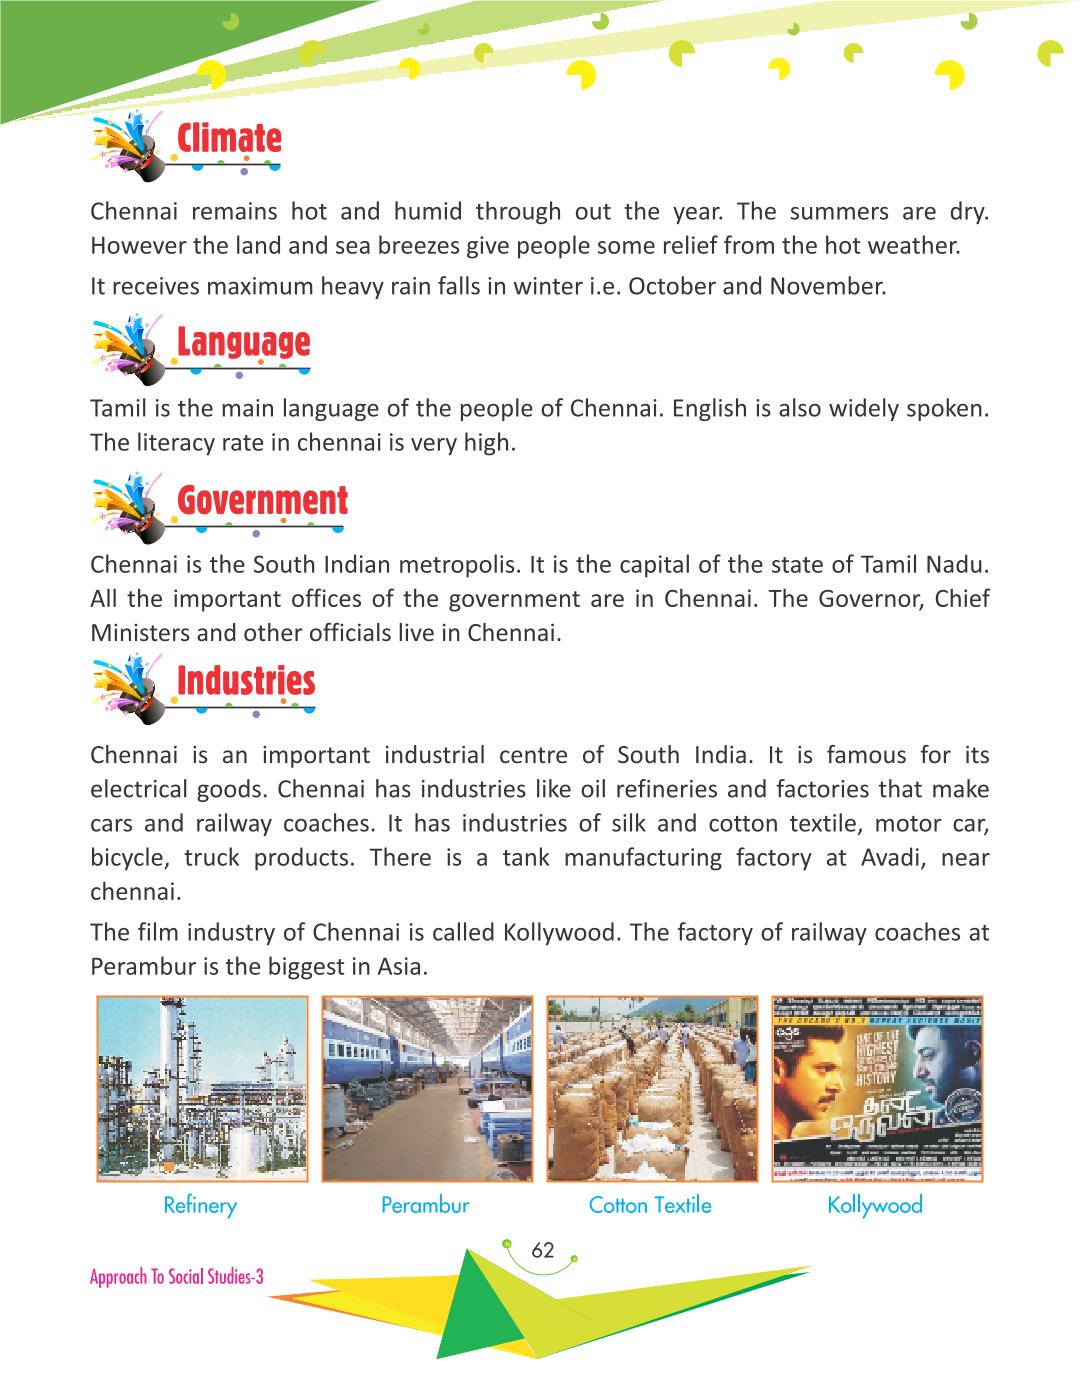 Climate
Chennai remains hot and humid through out the year. The summers are dry.
However the land and sea breezes give people some relief from the hot weather.
It receives maximum heavy rain falls in winter i.e. October and November.
Language
Tamil is the main language of the people of Chennai. English is also widely spoken.
The literacy rate in chennai is very high.
Government
Chennai is the South Indian metropolis. It is the capital of the state of Tamil Nadu.
All the important offices of the government are in Chennai. The Governor, Chief
Ministers and other officials live in Chennai.
Industries
Chennai is an important industrial centre of South India. It is famous for its
electrical goods. Chennai has industries like oil refineries and factories that make
cars and railway coaches. It has industries of silk and cotton textile, motor car,
bicycle, truck products. There is a tank manufacturing factory at Avadi, near
chennai.
The film industry of Chennai is called Kollywood. The factory of railway coaches at
Perambur is the biggest in Asia.
ONE OF THE
HIGHEST
HISTORY
தனி
ஒருவன்
Refinery
Perambur
Cotton Textile
Kollywood
62
Approach To Social Studies-3